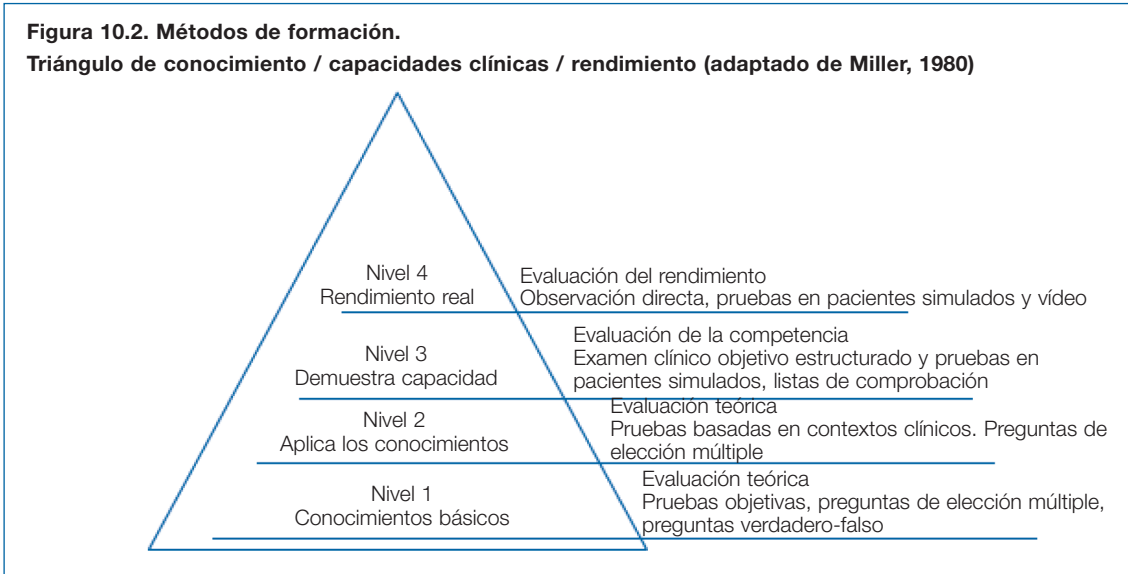 Figura 10.2. Métodos de formación.
Triángulo de conocimiento / capacidades clínicas / rendimiento (adaptado de Miller, 1980)
Nivel 4
Rendimiento real
Evaluación del rendimiento
Observación directa, pruebas en pacientes simulados y vídeo
Nivel 3
Demuestra capacidad
Evaluación de la competencia
Examen clínico objetivo estructurado y pruebas en
pacientes simulados, listas de comprobación
Nivel 2
Aplica los conocimientos
Evaluación teórica
Pruebas basadas en contextos clínicos. Preguntas de
elección múltiple
Nivel 1
Conocimientos básicos
Evaluación teórica
Pruebas objetivas, preguntas de elección múltiple,
preguntas verdadero-falso